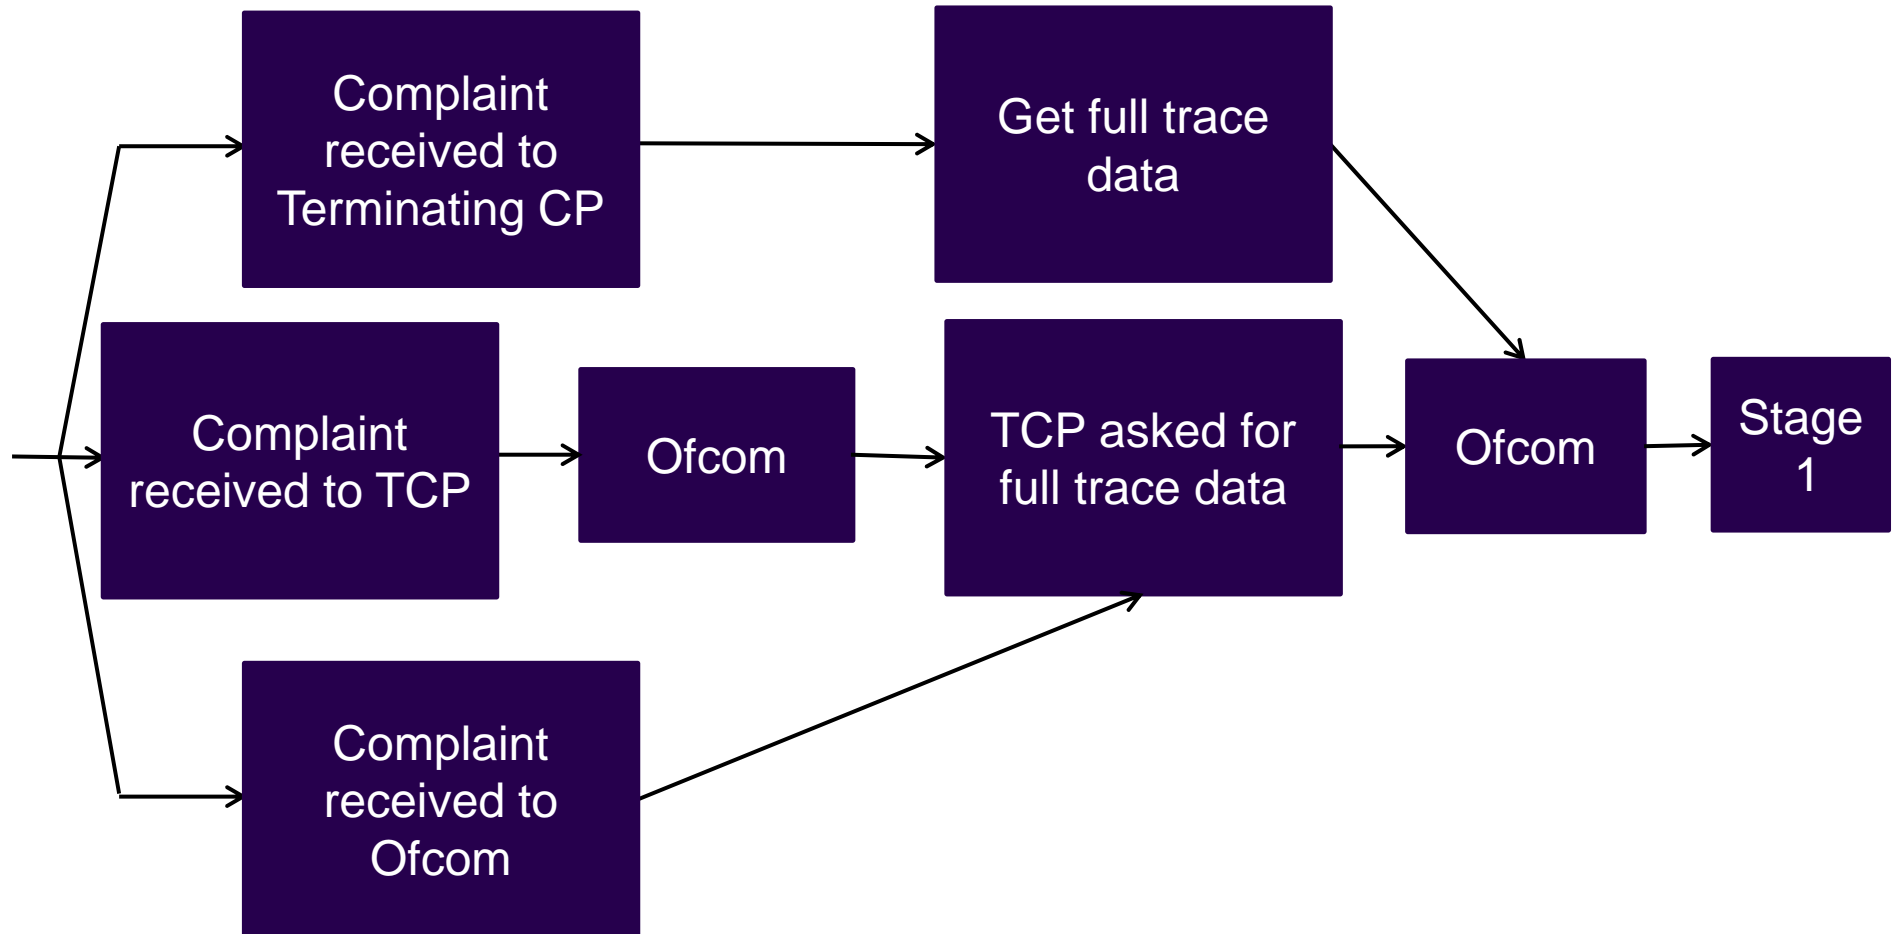 Complaint
received to
Terminating CP
Get full trace
data
Complaint
received to TCP
Ofcom
TCP asked for
full trace data
Ofcom
Stage
1
Complaint
received to
Ofcom